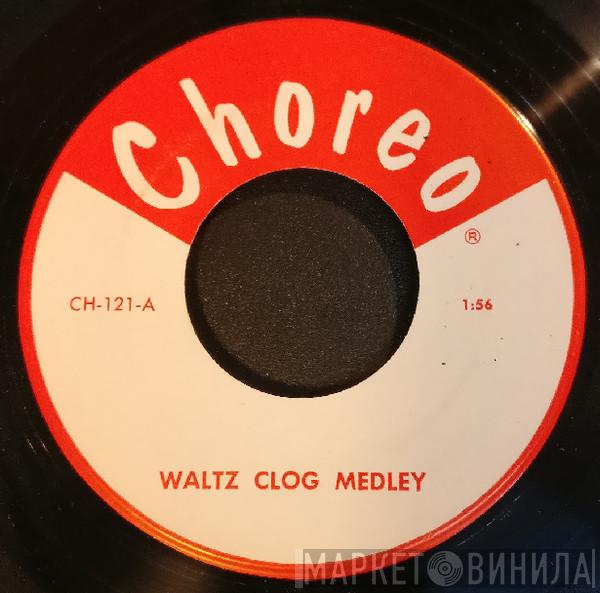 Choreo
®
CH-121-A
1:56
WALTZ CLOG MEDLEY
МАРКЕТ ВИНИЛА